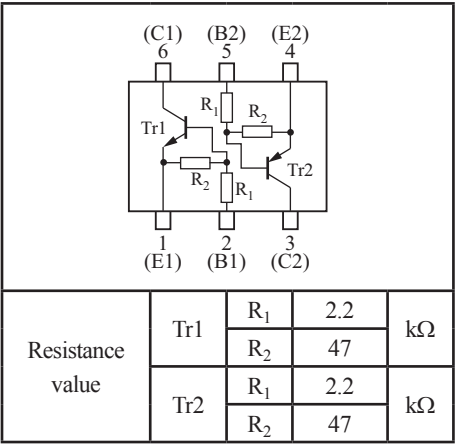 (C1) (B2) (E2)
6 5 4
R₁ R₂
Tr1
Tr2
R₂ R₁
1 2 3
(E1) (B1) (C2)
Resistance value Tr1 R₁ 2.2 kΩ
R₂ 47
Tr2 R₁ 2.2 kΩ
R₂ 47